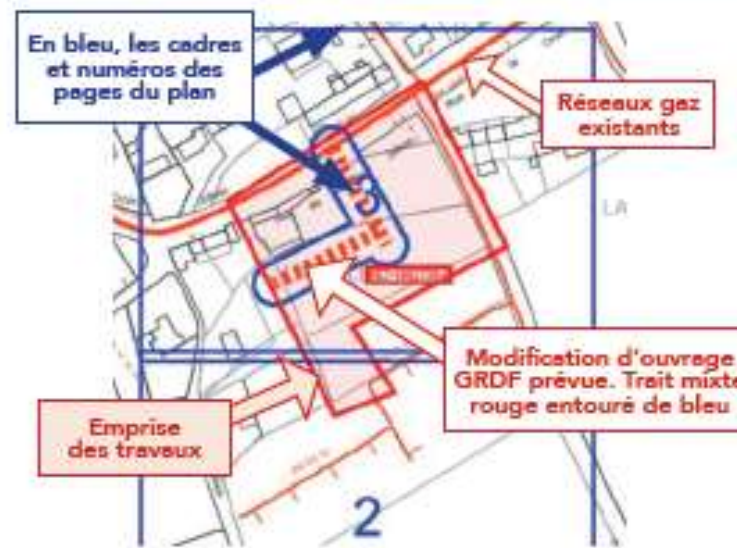 En bleu, les cadres
et numéros des
pages du plan
Réseaux gaz
existants
LA
Modification d'ouvrage
GRDF prévue. Trait mixte
rouge entouré de bleu
Emprise
des travaux
2